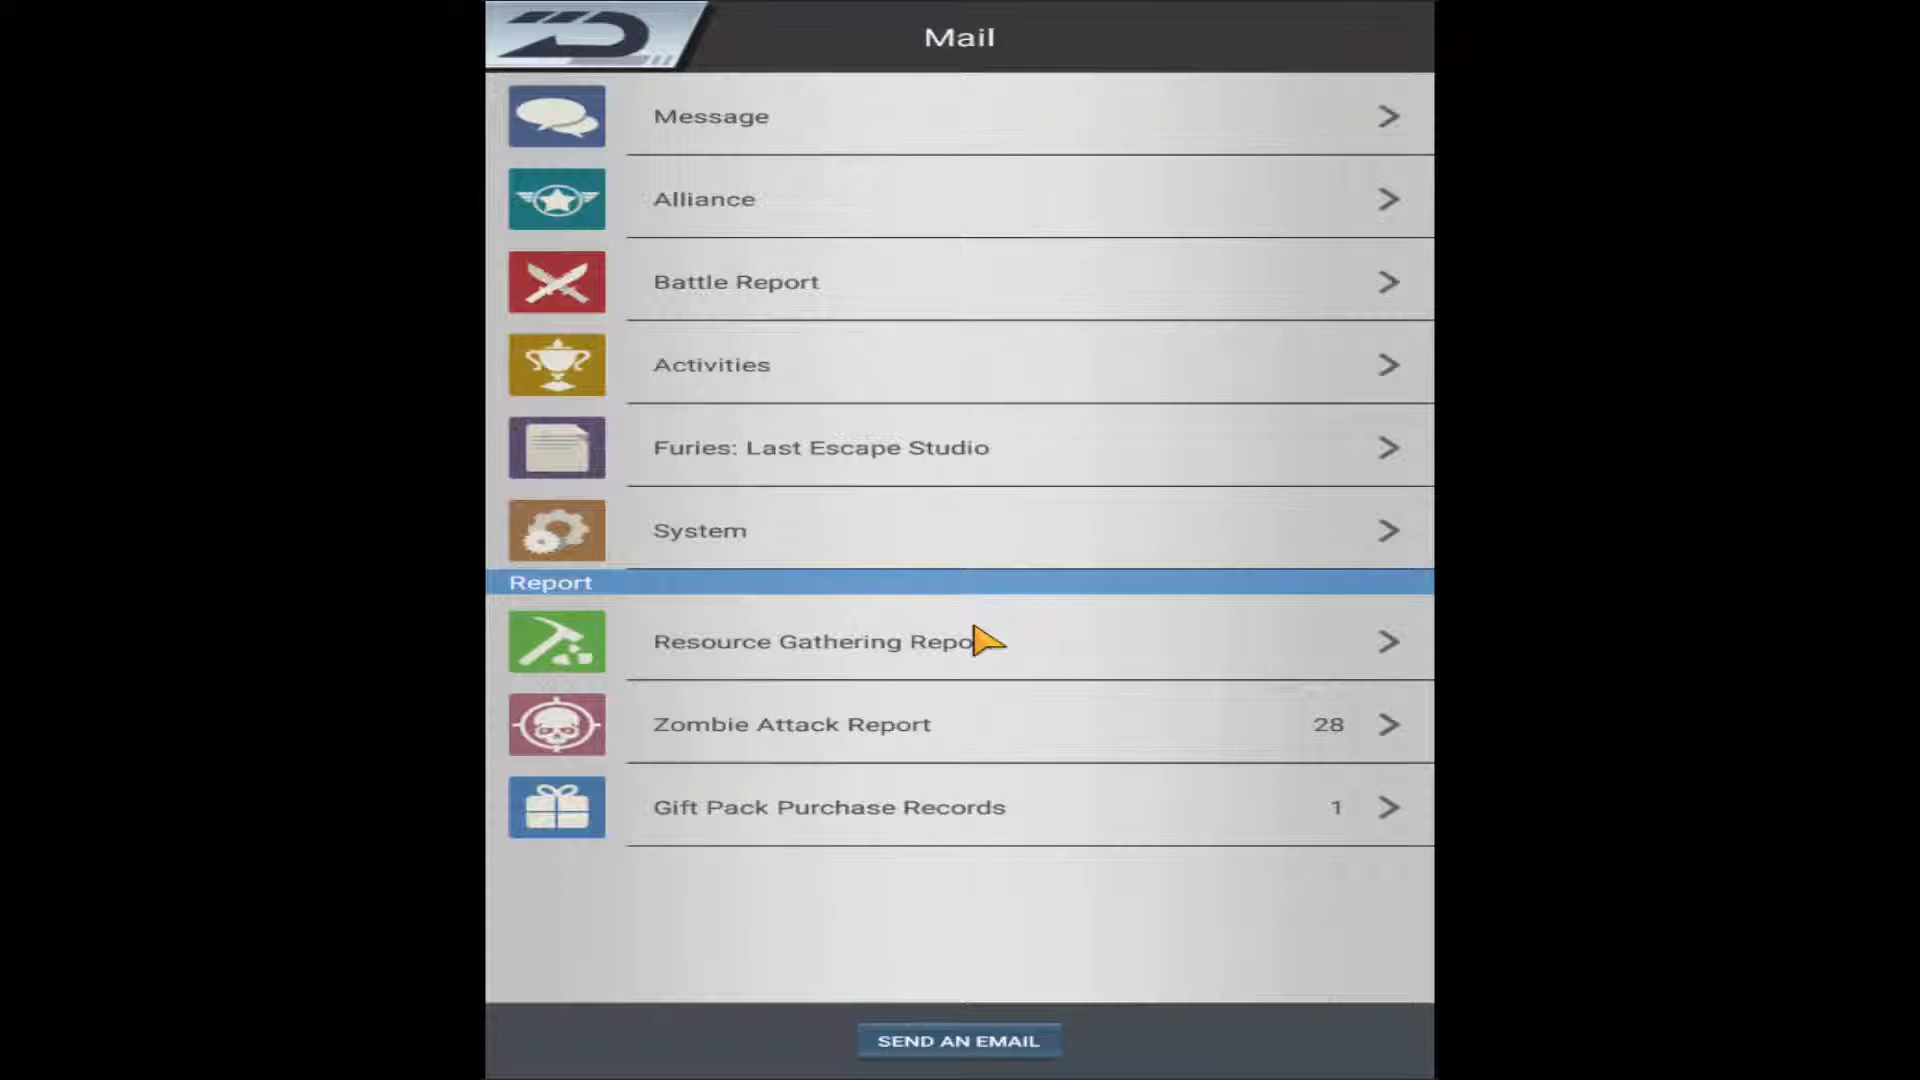 Mail
Message
Alliance
Battle Report
Activities
Furies: Last Escape Studio
System
Report
Resource Gathering Repo
Zombie Attack Report 28
Gift Pack Purchase Records 1
SEND AN EMAIL